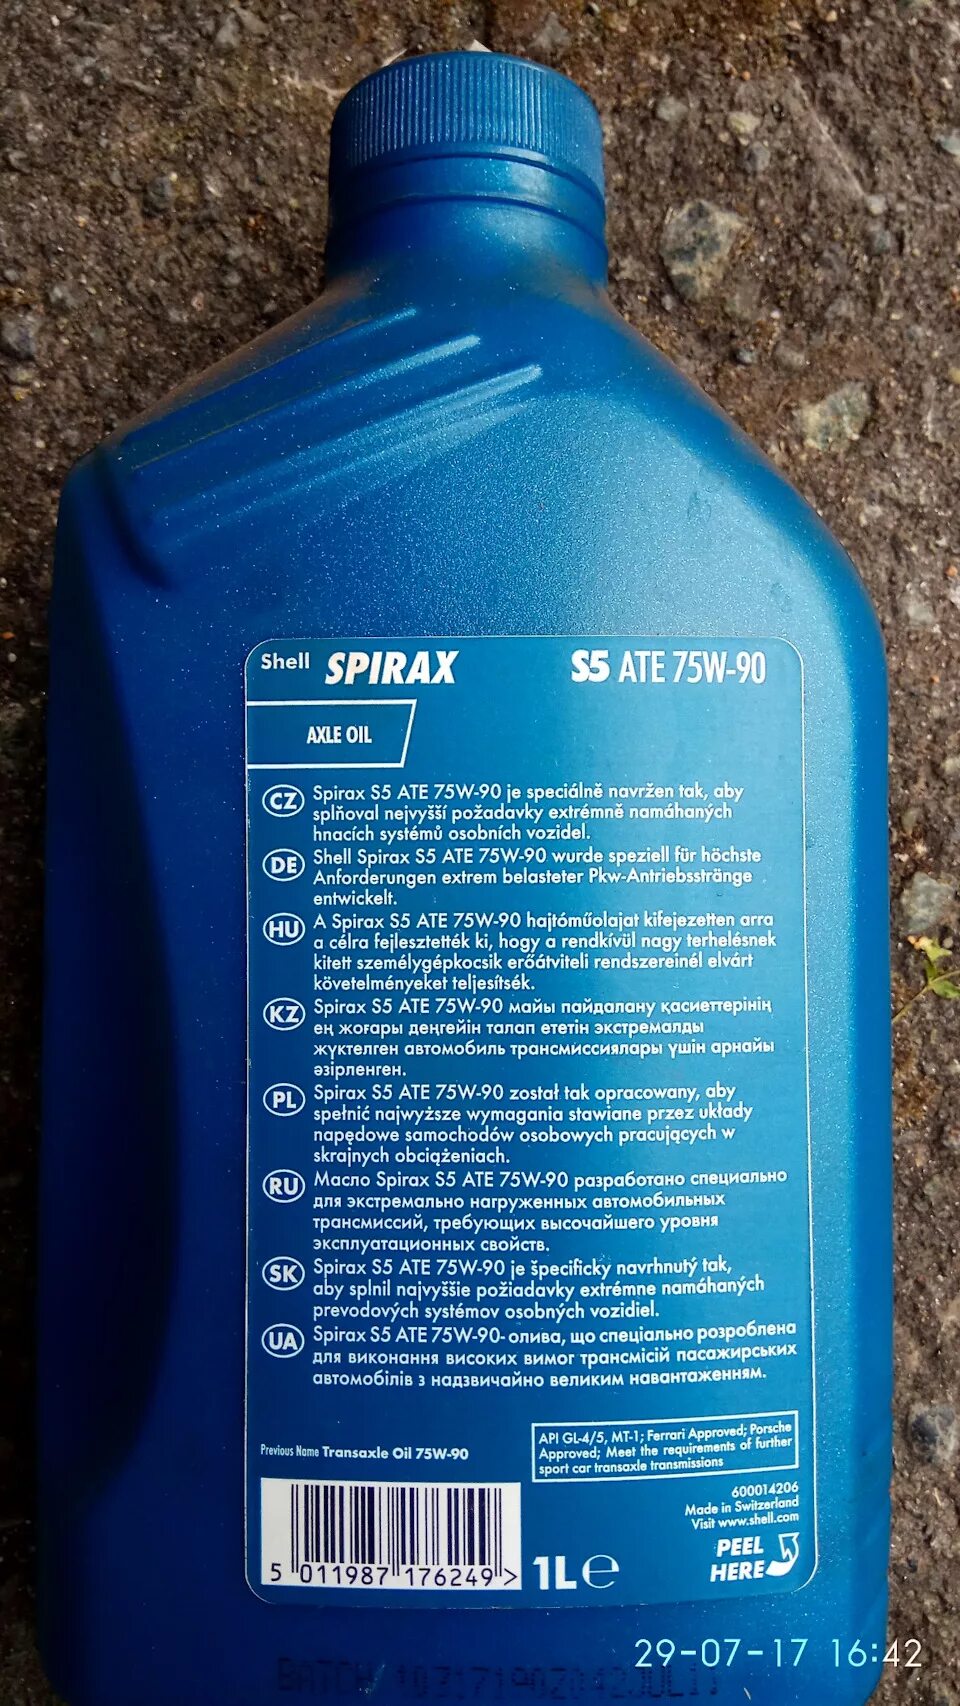 Shell SPIRAX S5 ATE 75W-90
AXLE OIL
CZ Spirax S5 ATE 75W-90 je speciálně navržen tak, aby
splňoval nejvyšší požadavky extrémně namáhaných
hnacích systémů osobních vozidel.
DE Shell Spirax S5 ATE 75W-90 wurde speziell für höchste
Anforderungen extrem belasteter Pkw-Antriebsstränge
entwickelt.
HU A Spirax S5 ATE 75W-90 hajtóműolajat kifejezetten arra
a célra fejlesztették ki, hogy a rendkívül nagy terhelésnek
kitett személygépkocsik erőátviteli rendszereinél elvárt
követelményeket teljesítsék.
KZ Spirax S5 ATE 75W-90 майы пайдалану қасиеттерінің
ең жоғары деңгейін талап ететін экстремалды
жүктелген автомобиль трансмиссиялары үшін арнайы
әзірленген.
PL Spirax S5 ATE 75W-90 został tak opracowany, aby
spełnić najwyższe wymagania stawiane przez układy
napędowe samochodów osobowych pracujących w
skrajnych obciążeniach.
RU Масло Spirax S5 ATE 75W-90 разработано специально
для экстремально нагруженных автомобильных
трансмиссий, требующих высочайшего уровня
эксплуатационных свойств.
SK Spirax S5 ATE 75W-90 je špecificky navrhnutý tak,
aby splnil najvyššie požiadavky extrémne namáhaných
prevodových systémov osobných vozidiel.
UA Spirax S5 ATE 75W-90- олива, що спеціально розроблена
для виконання високих вимог трансмісій пасажирських
автомобілів з надзвичайно великим навантаженням.
Previous Name Transaxle Oil 75W-90
API GL-4/5, MT-1; Ferrari Approved; Porsche
Approved; Meet the requirements of further
sport car transaxle transmissions
600014206
Made in Switzerland
Visit www.shell.com
PEEL
HERE
5 011987 176249 >
1L e
29-07-17 16:42
BATCH